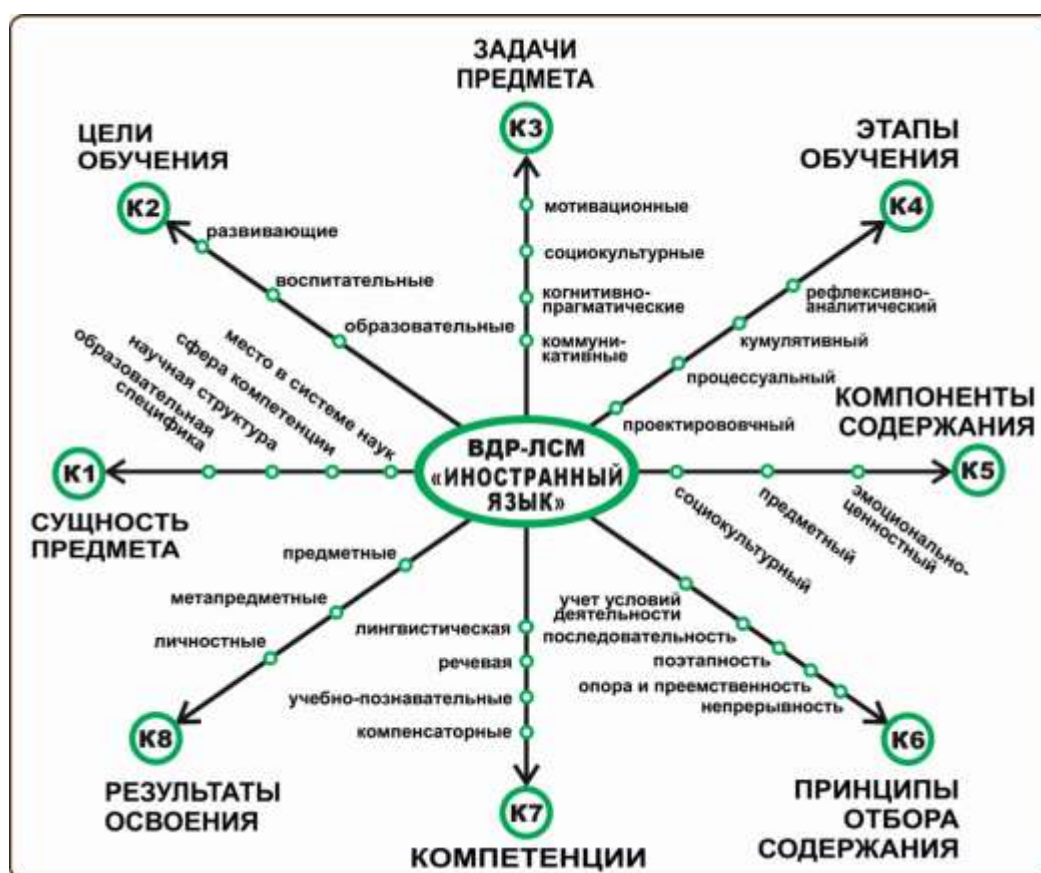 ЗАДАЧИ
ПРЕДМЕТА
К3
ЦЕЛИ
ОБУЧЕНИЯ
К2
ЭТАПЫ
ОБУЧЕНИЯ
К4
развивающие
воспитательные
образовательные
мотивационные
социокультурные
когнитивно-
прагматические
коммуни-
кативные
рефлексивно-
аналитический
кумулятивный
процессуальный
проектирововчный
место в системе наук
сфера компетенции
научная структура
образовательная
специфика
К1
СУЩНОСТЬ
ПРЕДМЕТА
ВДР-ЛСМ
«ИНОСТРАННЫЙ
ЯЗЫК»
КОМПОНЕНТЫ
СОДЕРЖАНИЯ
К5
социокультурный
предметный
эмоционально-
ценностный
предметные
метапредметные
личностные
К8
РЕЗУЛЬТАТЫ
ОСВОЕНИЯ
лингвистическая
речевая
учебно-познавательные
компенсаторные
К7
КОМПЕТЕНЦИИ
учет условий
деятельности
последовательность
поэтапность
опора и преемственность
непрерывность
К6
ПРИНЦИПЫ
ОТБОРА
СОДЕРЖАНИЯ